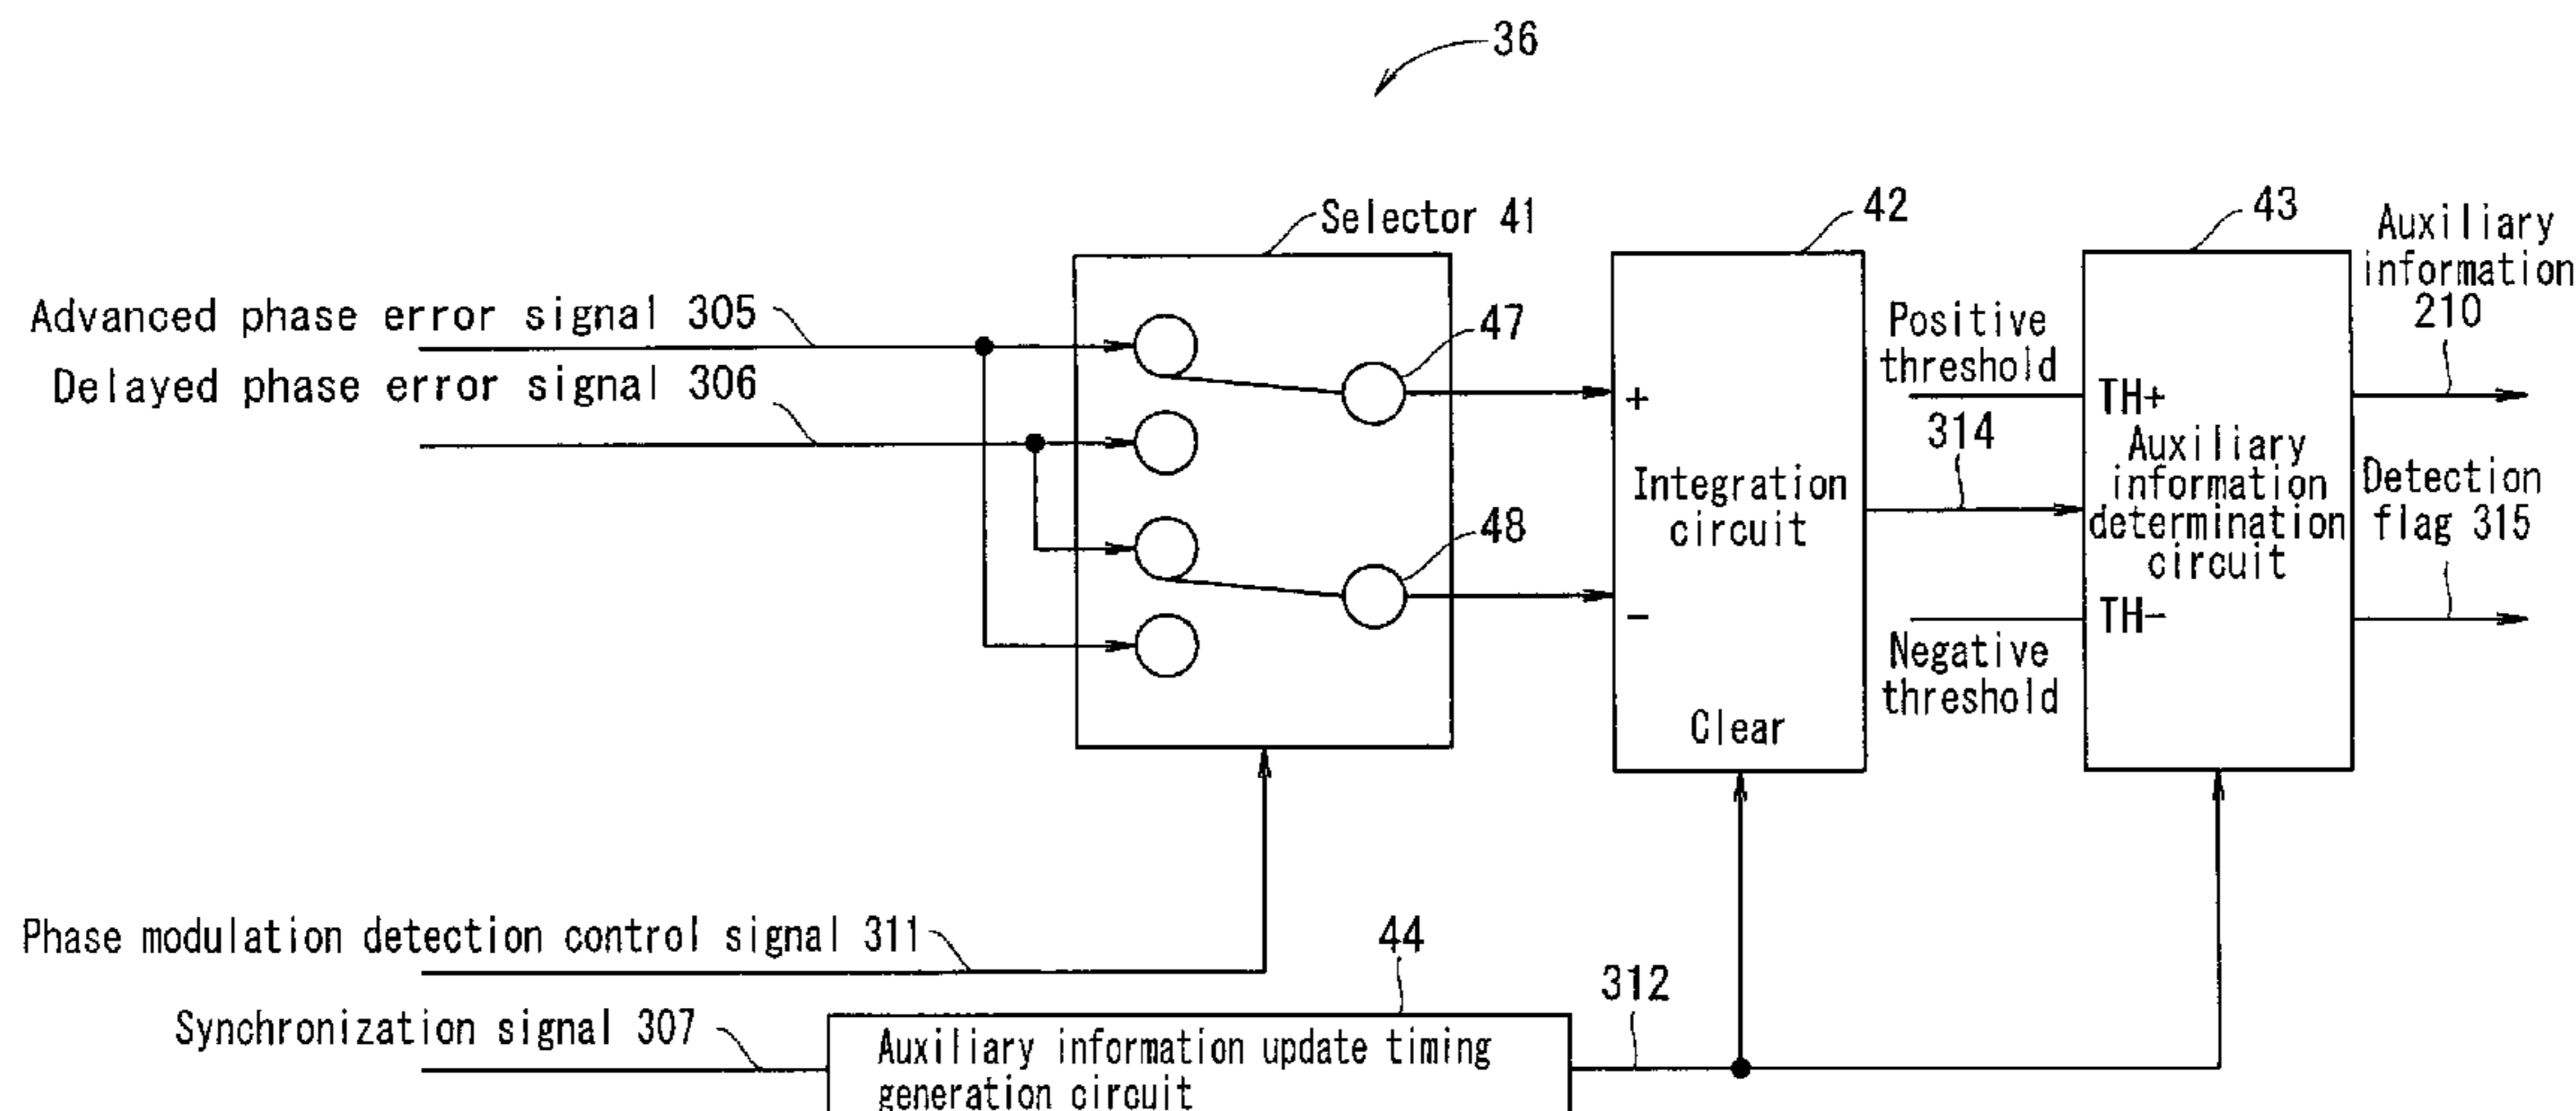 36
Selector 41
42
43
Auxiliary
information
210
Advanced phase error signal 305
47
Positive
threshold
Delayed phase error signal 306
+
TH+
314
Auxiliary
information
determination
circuit
Integration
circuit
48
Detection
flag 315
−
TH−
Negative
threshold
Clear
Phase modulation detection control signal 311
44
312
Synchronization signal 307
Auxiliary information update timing
generation circuit